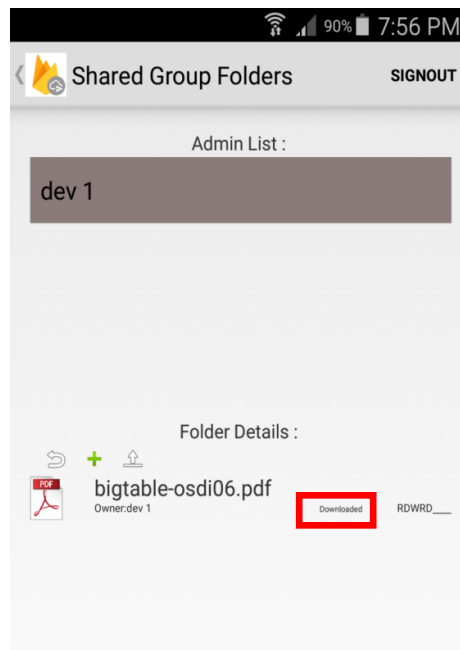 90% 7:56 PM
Shared Group Folders SIGNOUT
Admin List :
dev 1
Folder Details :
PDF bigtable-osdi06.pdf
Owner:dev 1 Downloaded RDWRD___